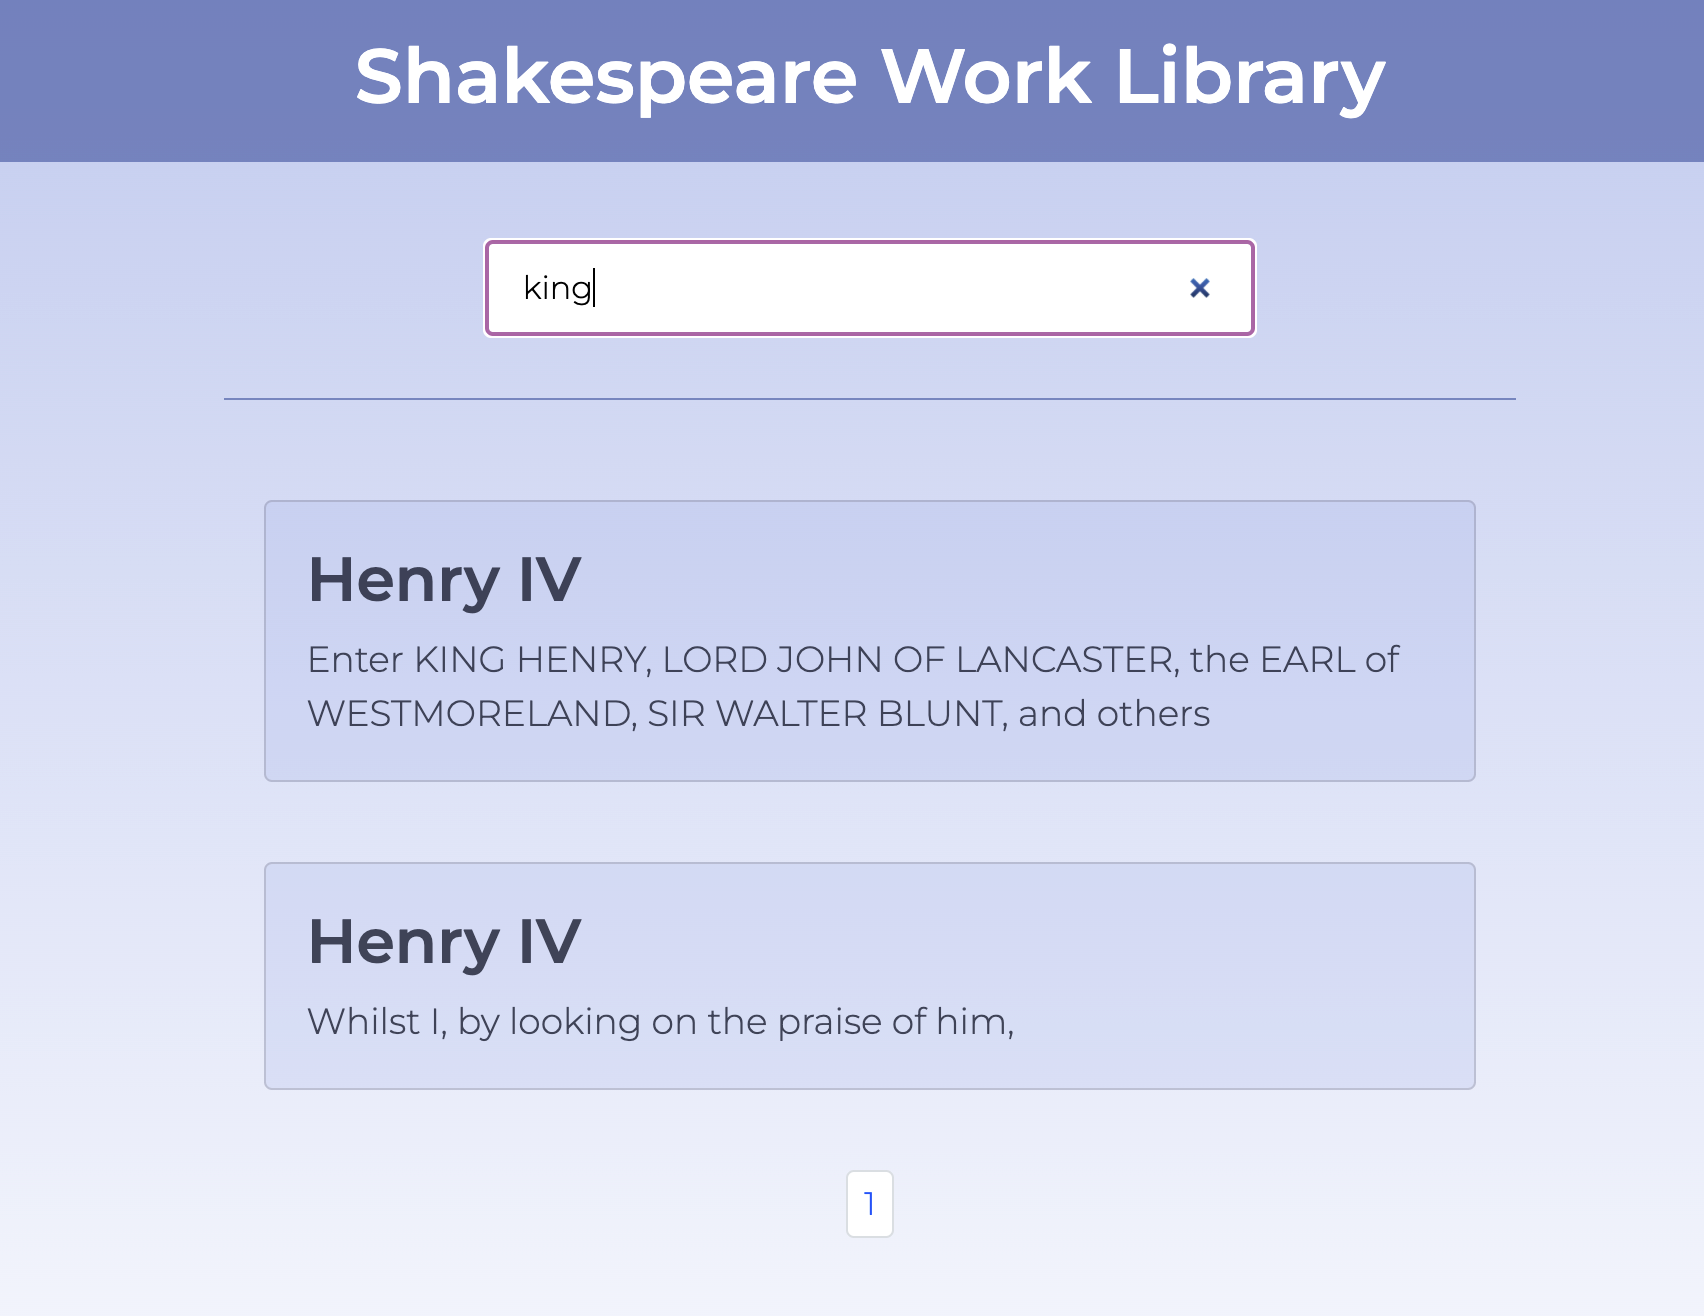 Shakespeare Work Library
king
Henry IV
Enter KING HENRY, LORD JOHN OF LANCASTER, the EARL of
WESTMORELAND, SIR WALTER BLUNT, and others
Henry IV
Whilst I, by looking on the praise of him,
1